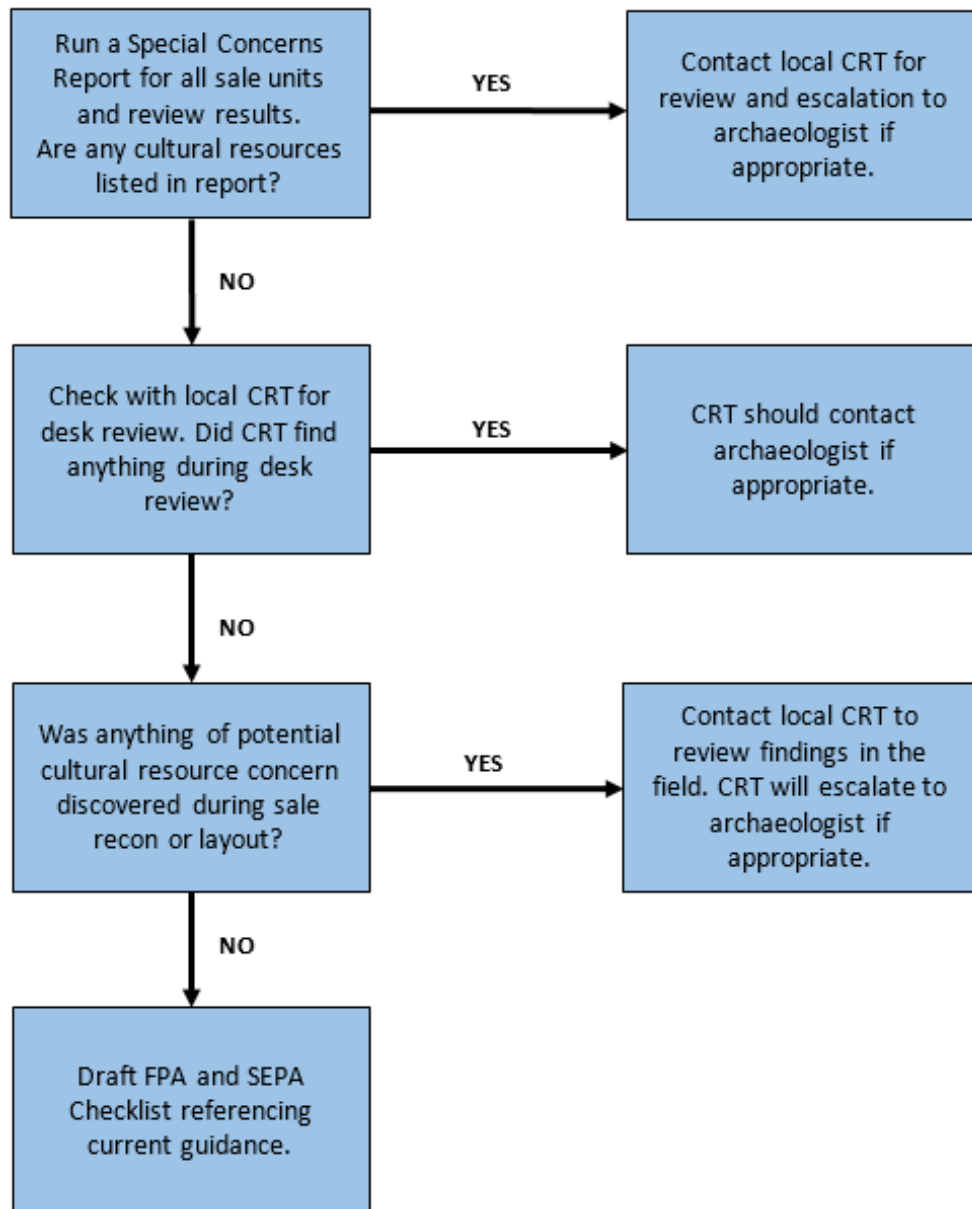 Run a Special Concerns
Report for all sale units
and review results.
Are any cultural resources
listed in report?
YES
Contact local CRT for
review and escalation to
archaeologist if
appropriate.
NO
Check with local CRT for
desk review. Did CRT find
anything during desk
review?
YES
CRT should contact
archaeologist if
appropriate.
NO
Was anything of potential
cultural resource concern
discovered during sale
recon or layout?
YES
Contact local CRT to
review findings in the
field. CRT will escalate to
archaeologist if
appropriate.
NO
Draft FPA and SEPA
Checklist referencing
current guidance.